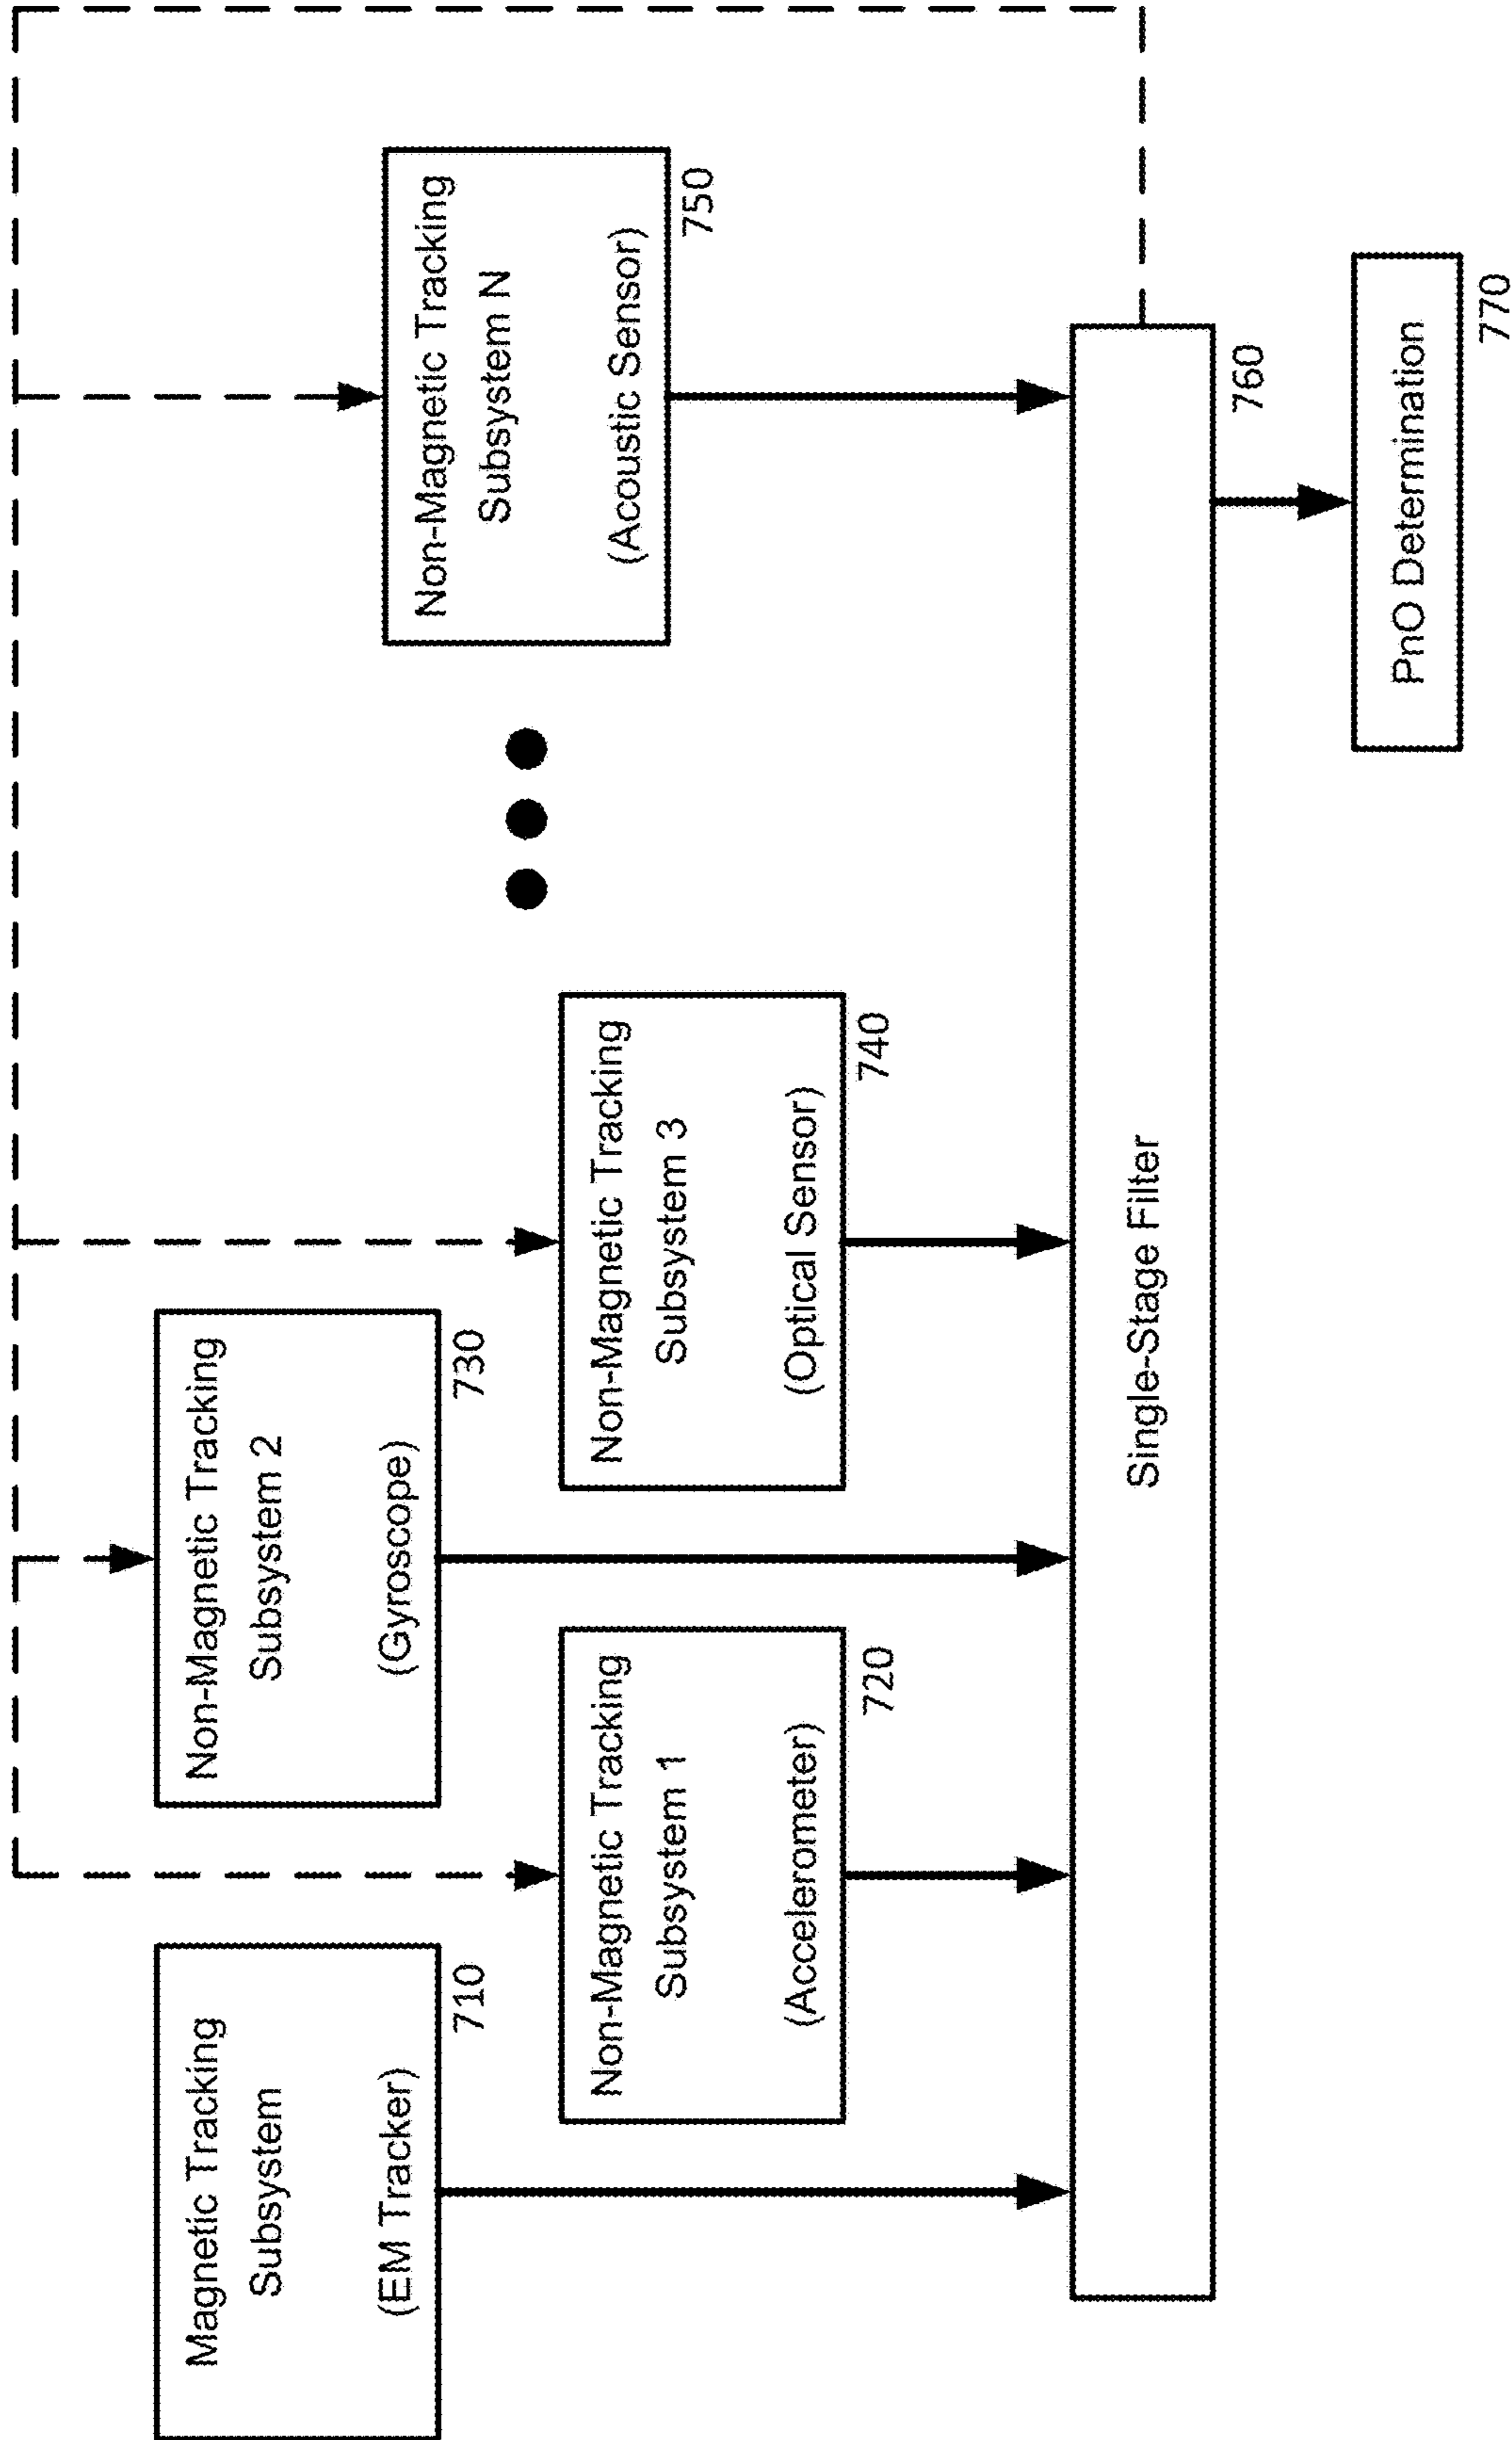 Magnetic Tracking
Subsystem
(EM Tracker)
710
Non-Magnetic Tracking
Subsystem 1
(Accelerometer)
720
Non-Magnetic Tracking
Subsystem 2
(Gyroscope)
730
Non-Magnetic Tracking
Subsystem 3
(Optical Sensor)
740
Non-Magnetic Tracking
Subsystem N
(Acoustic Sensor)
750
Single-Stage Filter
760
PnO Determination
770